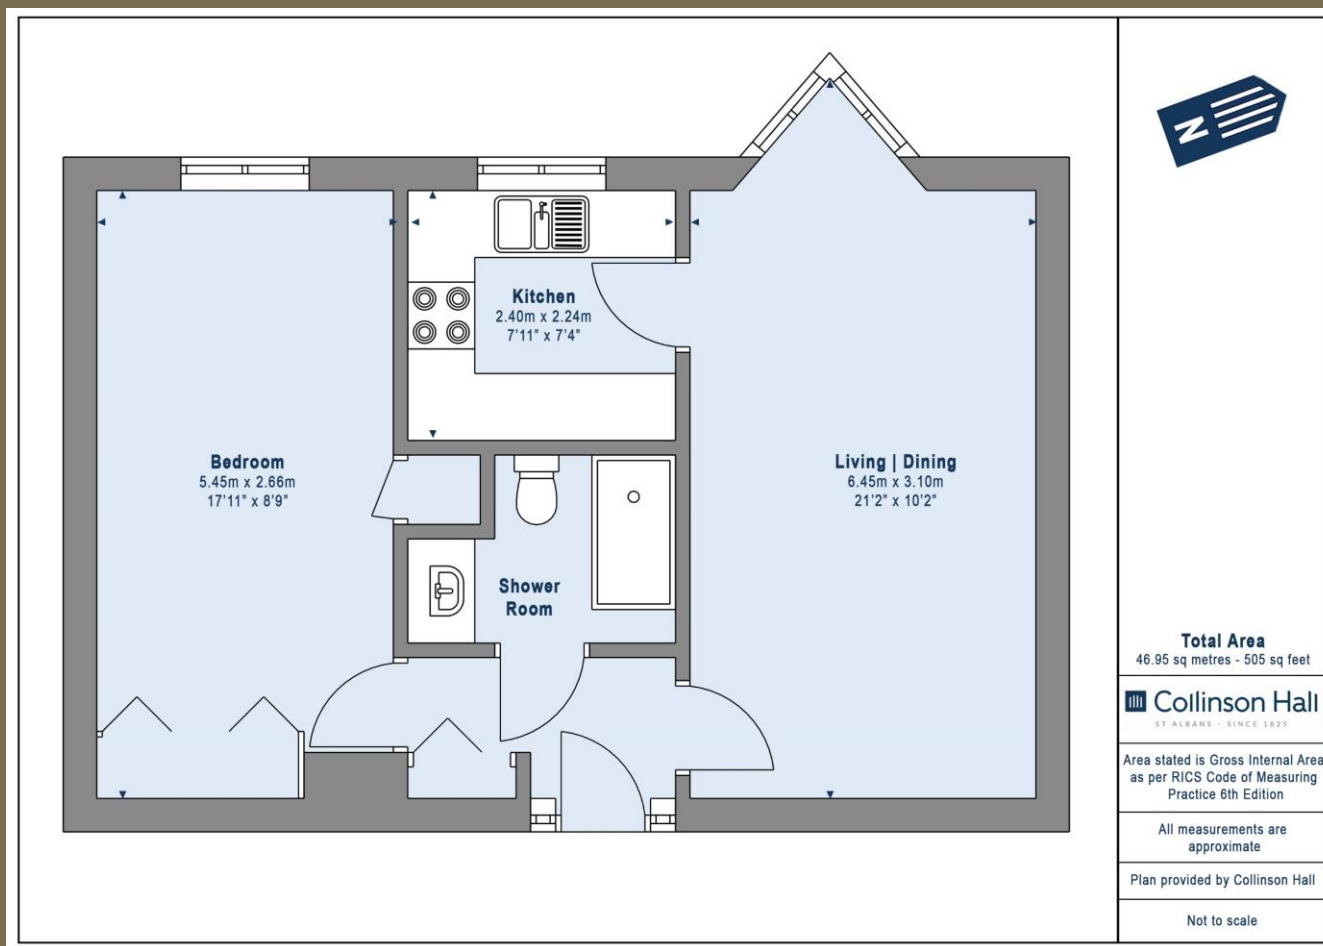 N
Kitchen
2.40m x 2.24m
7'11" x 7'4"
Bedroom
5.45m x 2.66m
17'11" x 8'9"
Living | Dining
6.45m x 3.10m
21'2" x 10'2"
Shower
Room
Total Area
46.95 sq metres - 505 sq feet
Collinson Hall
ST ALBANS · SINCE 1825
Area stated is Gross Internal Area
as per RICS Code of Measuring
Practice 6th Edition
All measurements are
approximate
Plan provided by Collinson Hall
Not to scale